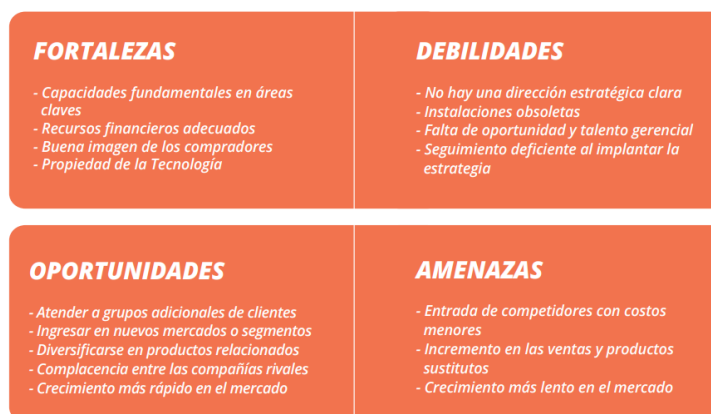 FORTALEZAS
- Capacidades fundamentales en áreas
claves
- Recursos financieros adecuados
- Buena imagen de los compradores
- Propiedad de la Tecnología
DEBILIDADES
- No hay una dirección estratégica clara
- Instalaciones obsoletas
- Falta de oportunidad y talento gerencial
- Seguimiento deficiente al implantar la
estrategia
OPORTUNIDADES
- Atender a grupos adicionales de clientes
- Ingresar en nuevos mercados o segmentos
- Diversificarse en productos relacionados
- Complacencia entre las compañías rivales
- Crecimiento más rápido en el mercado
AMENAZAS
- Entrada de competidores con costos
menores
- Incremento en las ventas y productos
sustitutos
- Crecimiento más lento en el mercado